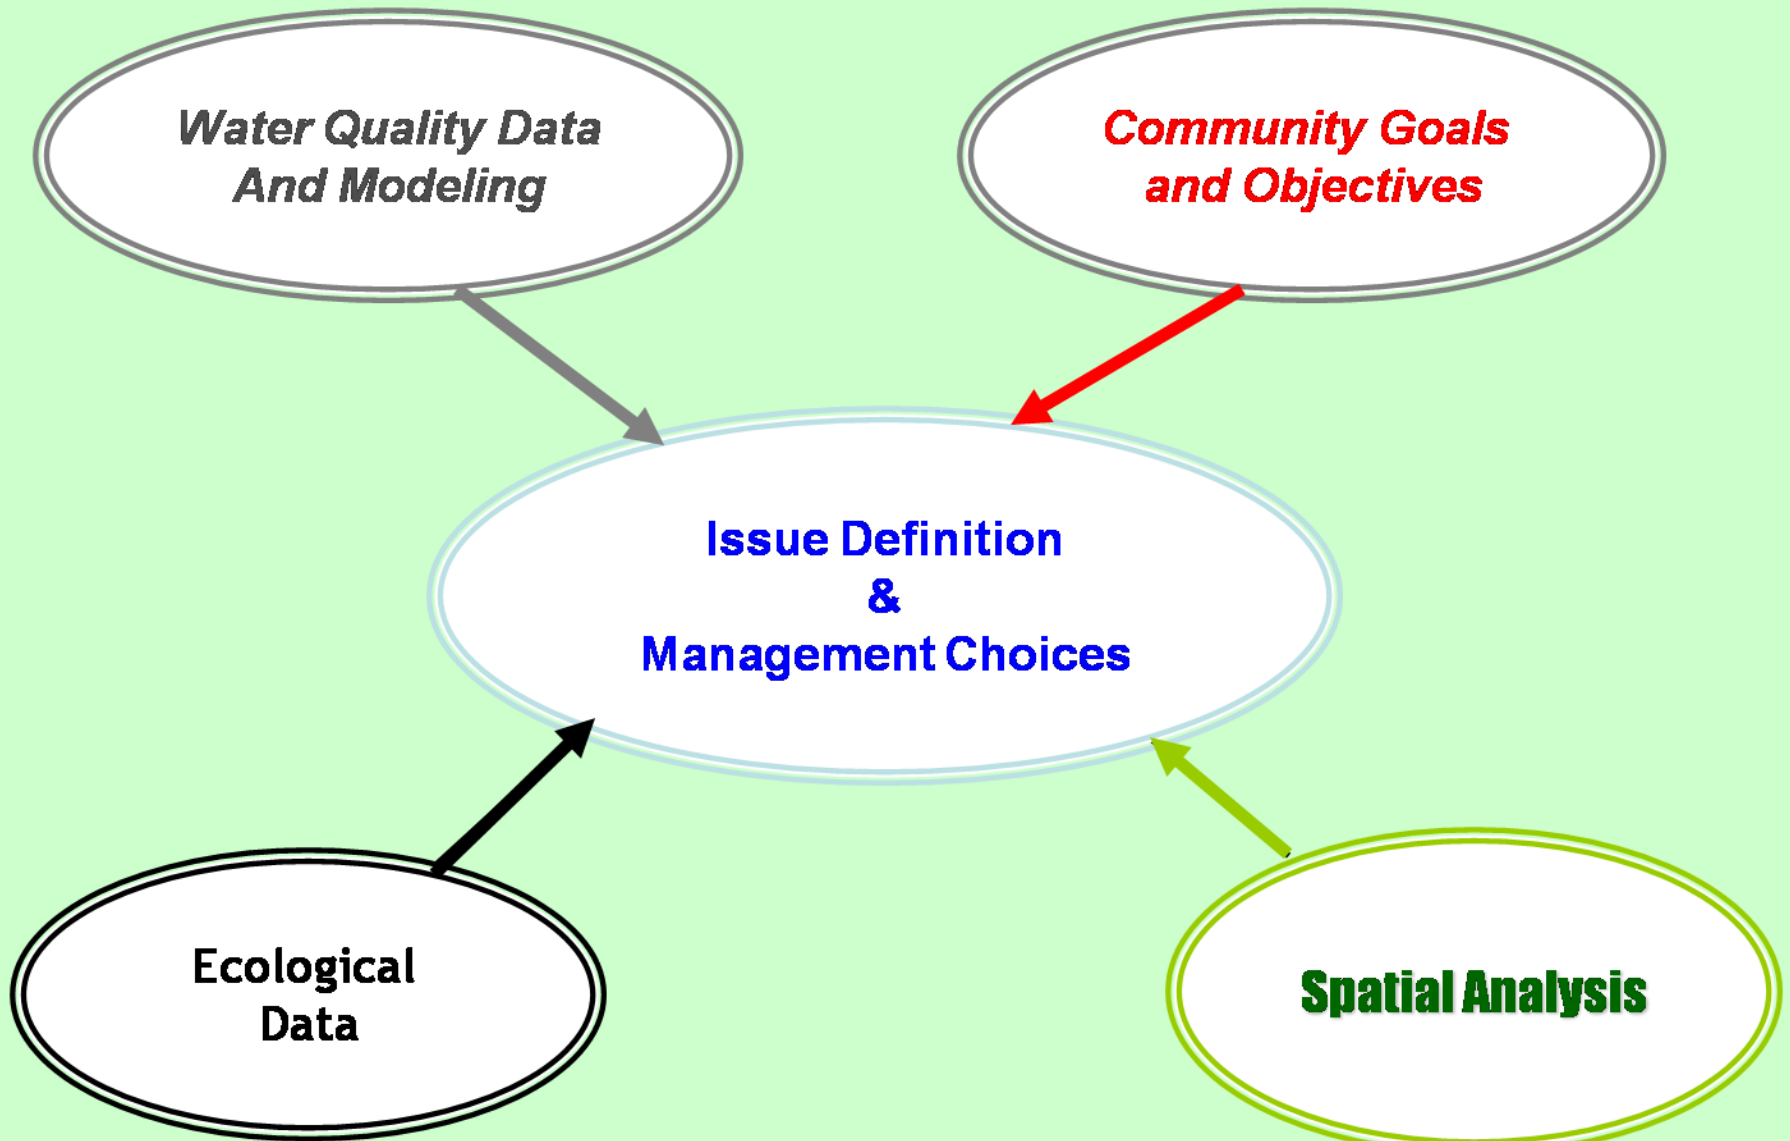 Water Quality Data
And Modeling
Community Goals
and Objectives
Issue Definition
&
Management Choices
Ecological
Data
Spatial Analysis